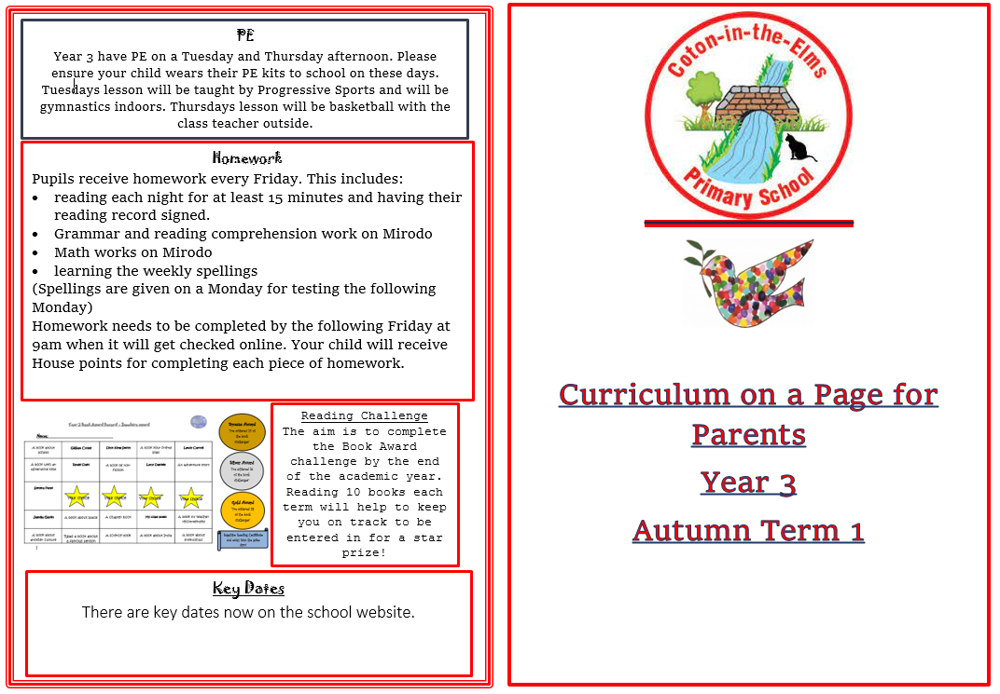 PE
Year 3 have PE on a Tuesday and Thursday afternoon. Please
ensure your child wears their PE kits to school on these days.
Tuesdays lesson will be taught by Progressive Sports and will be
gymnastics indoors. Thursdays lesson will be basketball with the
class teacher outside.
Homework
Pupils receive homework every Friday. This includes:
• reading each night for at least 15 minutes and having their
reading record signed.
• Grammar and reading comprehension work on Mirodo
• Math works on Mirodo
• learning the weekly spellings
(Spellings are given on a Monday for testing the following
Monday)
Homework needs to be completed by the following Friday at
9am when it will get checked online. Your child will receive
House points for completing each piece of homework.
Name:
Your choice Your choice Your choice Your choice
A book about space
A science book
Bronze Award
Silver Award
Gold Award
Reading Challenge
The aim is to complete
the Book Award
challenge by the end
of the academic year.
Reading 10 books each
term will help to keep
you on track to be
entered in for a star
prize!
Key Dates
There are key dates now on the school website.
Coton-in-the-Elms
Primary School
Curriculum on a Page for
Parents
Year 3
Autumn Term 1